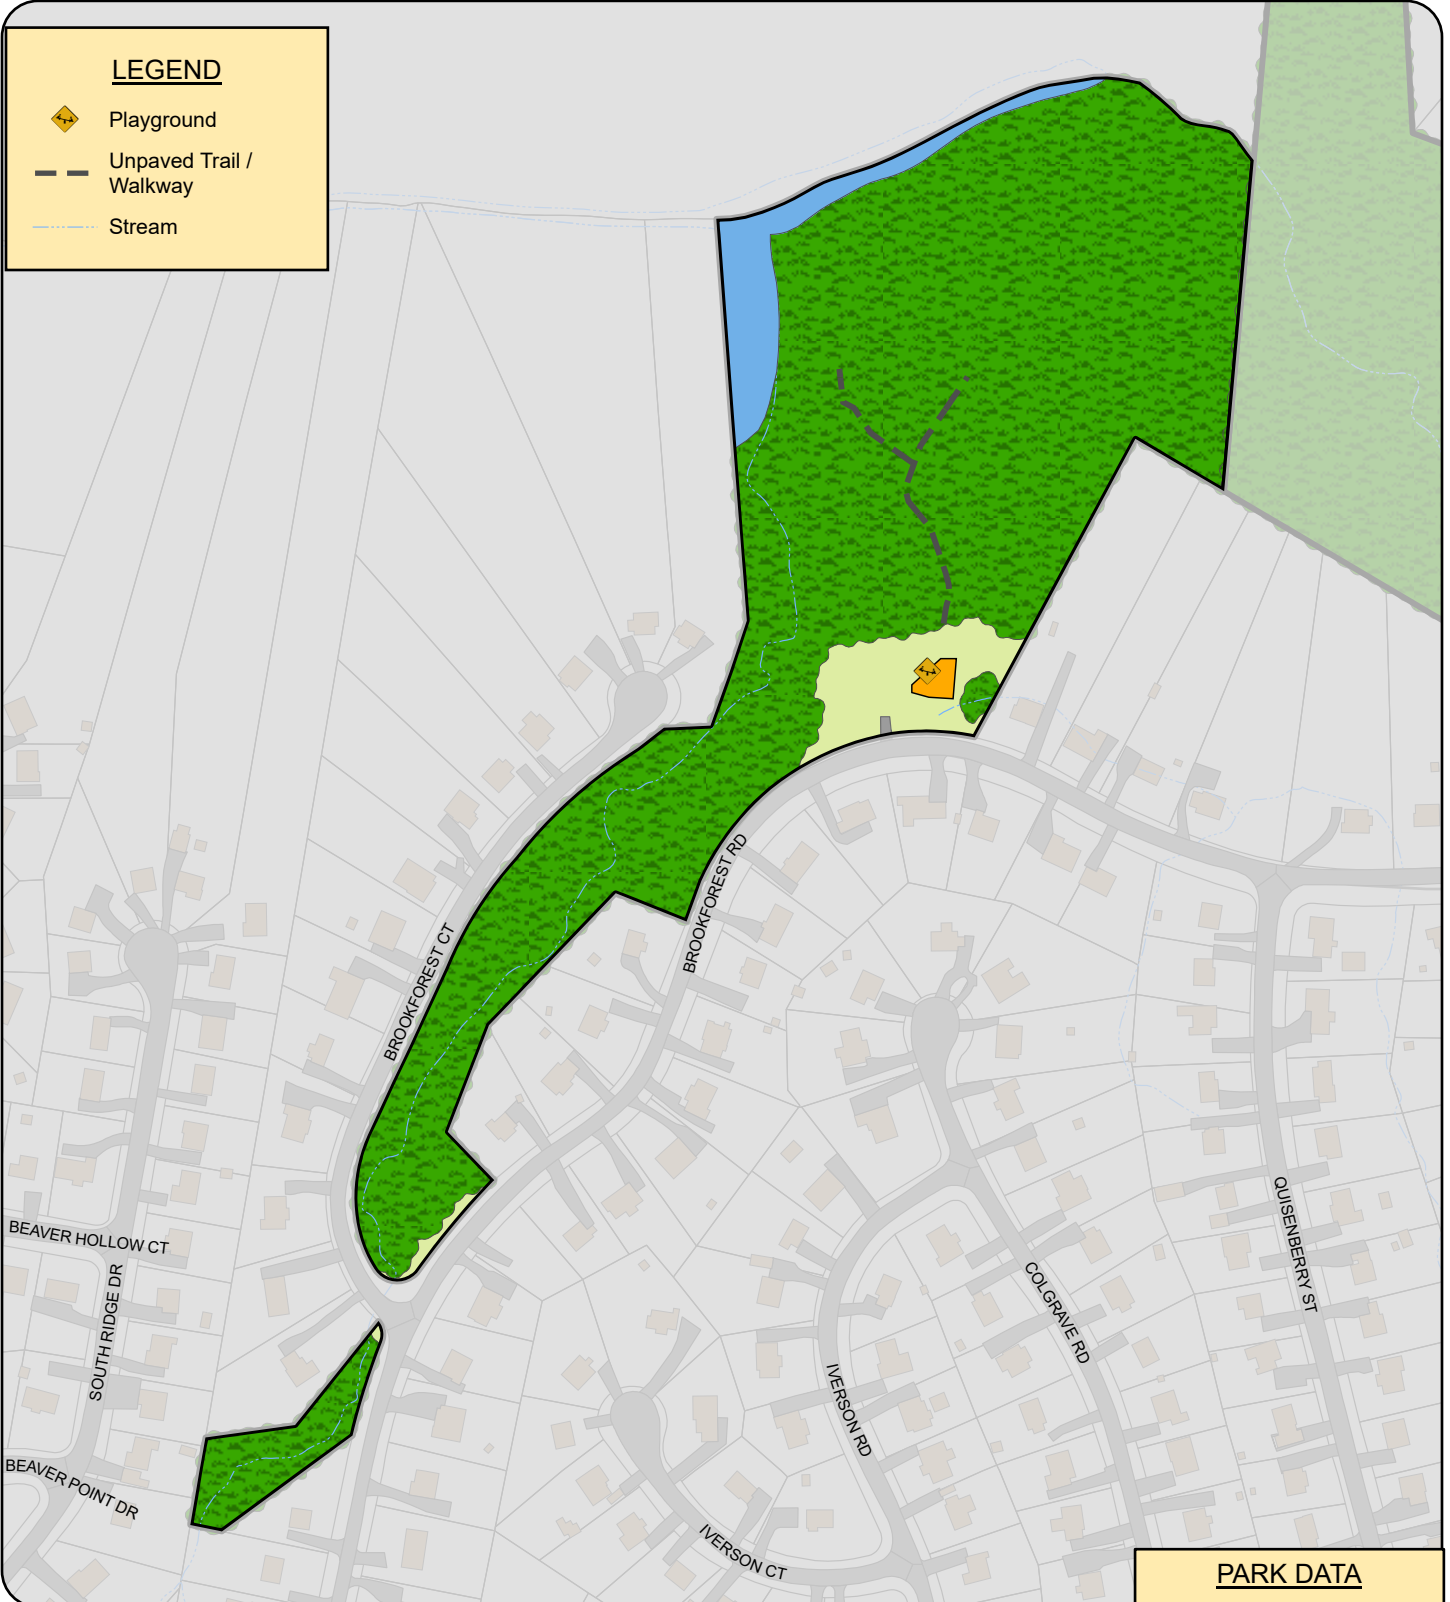 LEGEND
Playground
Unpaved Trail /
Walkway
Stream
BROOKFOREST RD
BROOKFOREST CT
BEAVER HOLLOW CT
SOUTH RIDGE DR
BEAVER POINT DR
QUISENBERRY ST
COLGRAVE RD
IVERSON RD
IVERSON CT
PARK DATA